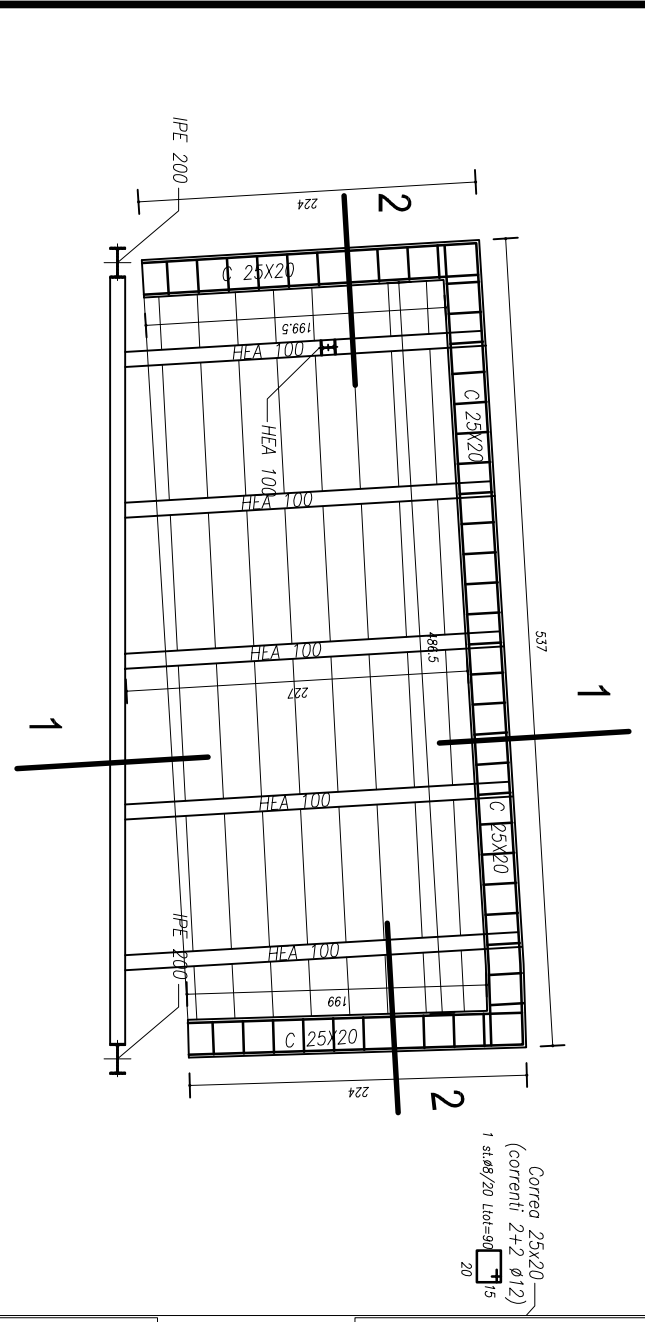 IPE 200
224
2
C 25X20
199.5
HEA 100
HEA 100
C 25X20
HEA 100
537
486.5
HEA 100
227
1
1
HEA 100
C 25X20
IPE 200
HEA 100
199
C 25X20
224
2
Correa 25x20
(correnti 2+2 ø12)
1 st.ø8/20 Ltot=90
15
20